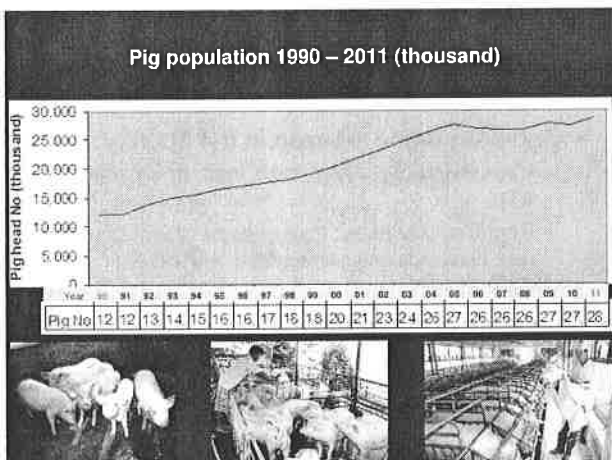 Pig population 1990 – 2011 (thousand)
Pig head No (thousand)
30.000
25.000
20.000
15.000
10.000
5.000
0
Year 90 91 92 93 94 95 96 97 98 99 00 01 02 03 04 05 06 07 08 09 10 11
Pig No 12. 12. 13. 14. 15. 16. 16. 17. 18. 18. 20. 21. 23. 24. 26. 27. 26. 26. 26. 27. 27. 28.